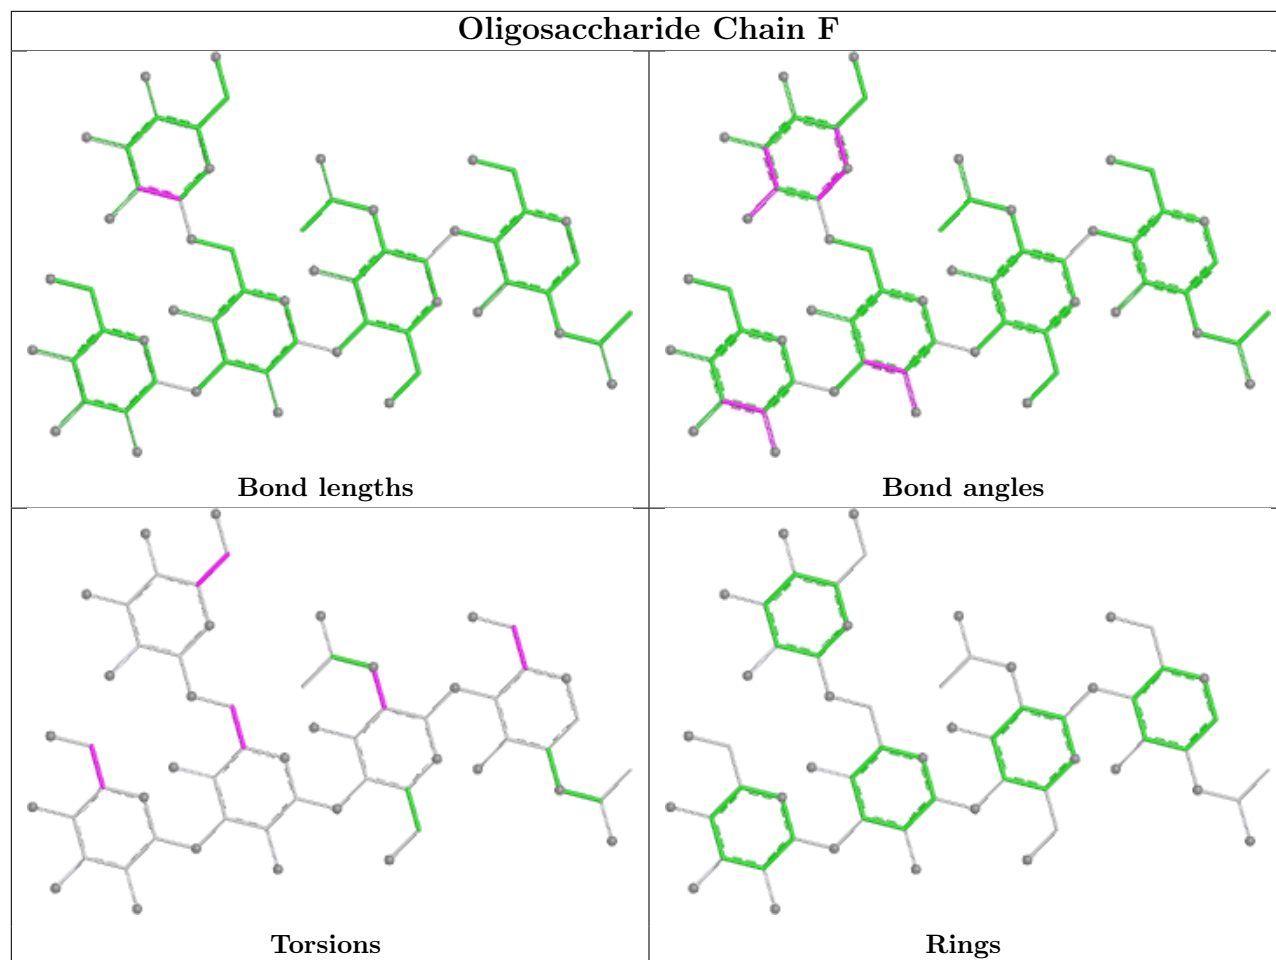 Oligosaccharide Chain F
Bond lengths
Bond angles
Torsions
Rings